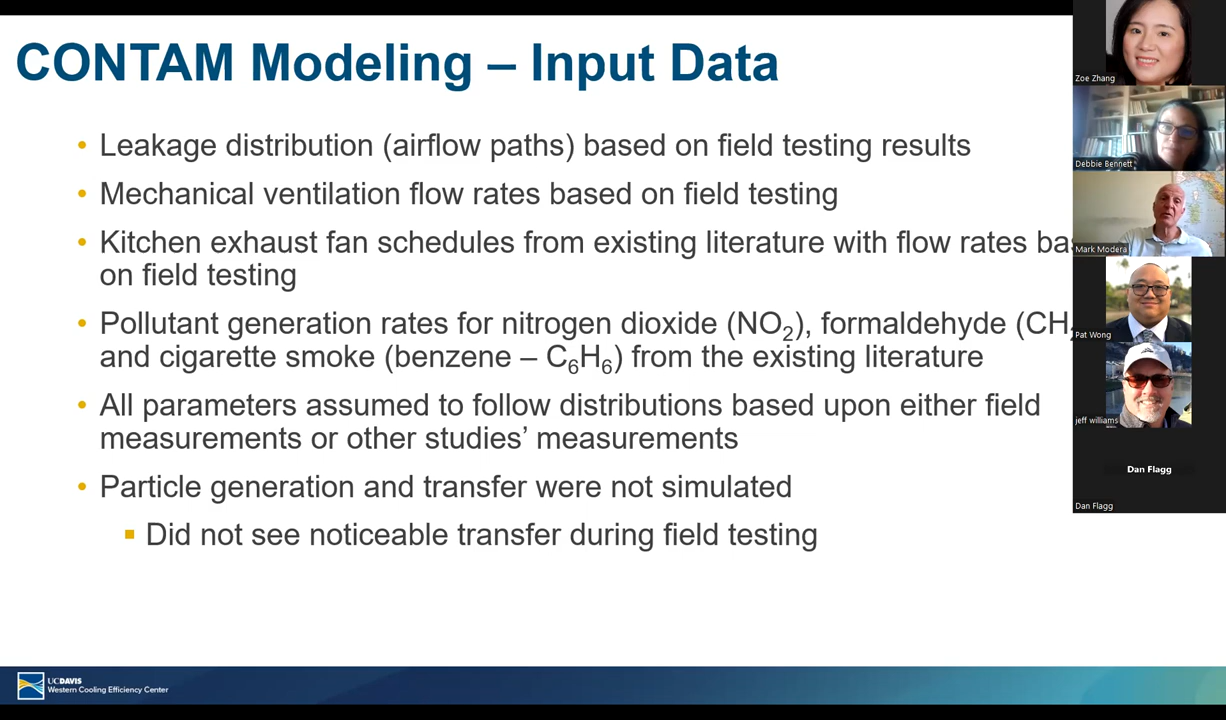 CONTAM Modeling – Input Data
• Leakage distribution (airflow paths) based on field testing results
• Mechanical ventilation flow rates based on field testing
• Kitchen exhaust fan schedules from existing literature with flow rates
on field testing
• Pollutant generation rates for nitrogen dioxide (NO₂), formaldehyde
and cigarette smoke (benzene – C₆H₆) from the existing literature
• All parameters assumed to follow distributions based upon either field
measurements or other studies’ measurements
• Particle generation and transfer were not simulated
▪ Did not see noticeable transfer during field testing
UCDAVIS
Western Cooling Efficiency Center
Zoe Zhang
Debbie Bennett
Mark Modera
Pat Wong
jeff williams
Dan Flagg
Dan Flagg